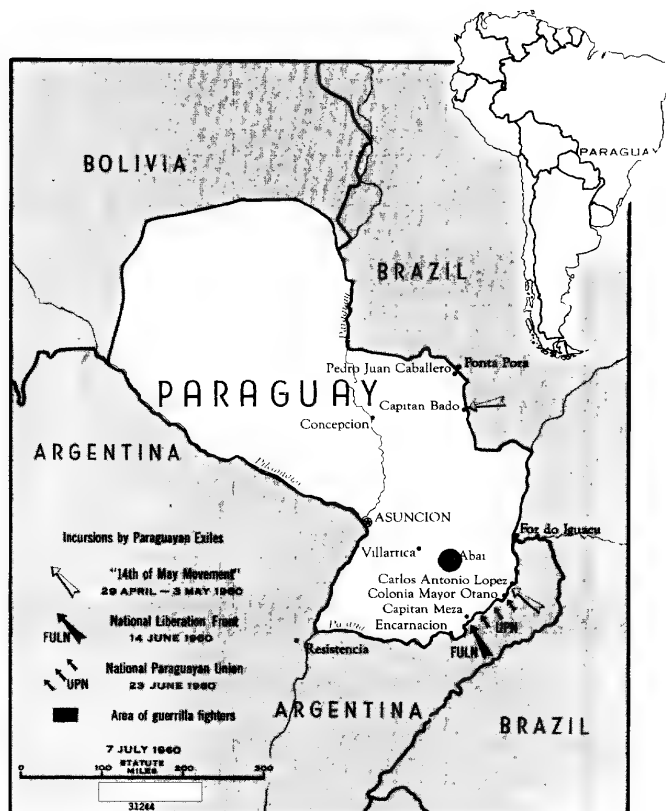 PARAGUAY
BOLIVIA
BRAZIL
Pedro Juan Caballero
Ponta Pora
PARAGUAY
Capitan Bado
Concepcion
ARGENTINA
Pilcomayo
ASUNCION
Foz do Iguacu
Incursions by Paraguayan Exiles
Villarrica
Abai
"14th of May Movement"
29 APRIL – 3 MAY 1960
Carlos Antonio Lopez
Colonia Mayor Otano
Capitan Meza
Encarnacion
National Liberation Front
14 JUNE 1960
FULN
UPN
FULN
Resistencia
National Paraguayan Union
23 JUNE 1960
UPN
Area of guerrilla fighters
ARGENTINA
BRAZIL
7 JULY 1960
STATUTE
MILES
0 100 200 300
31244